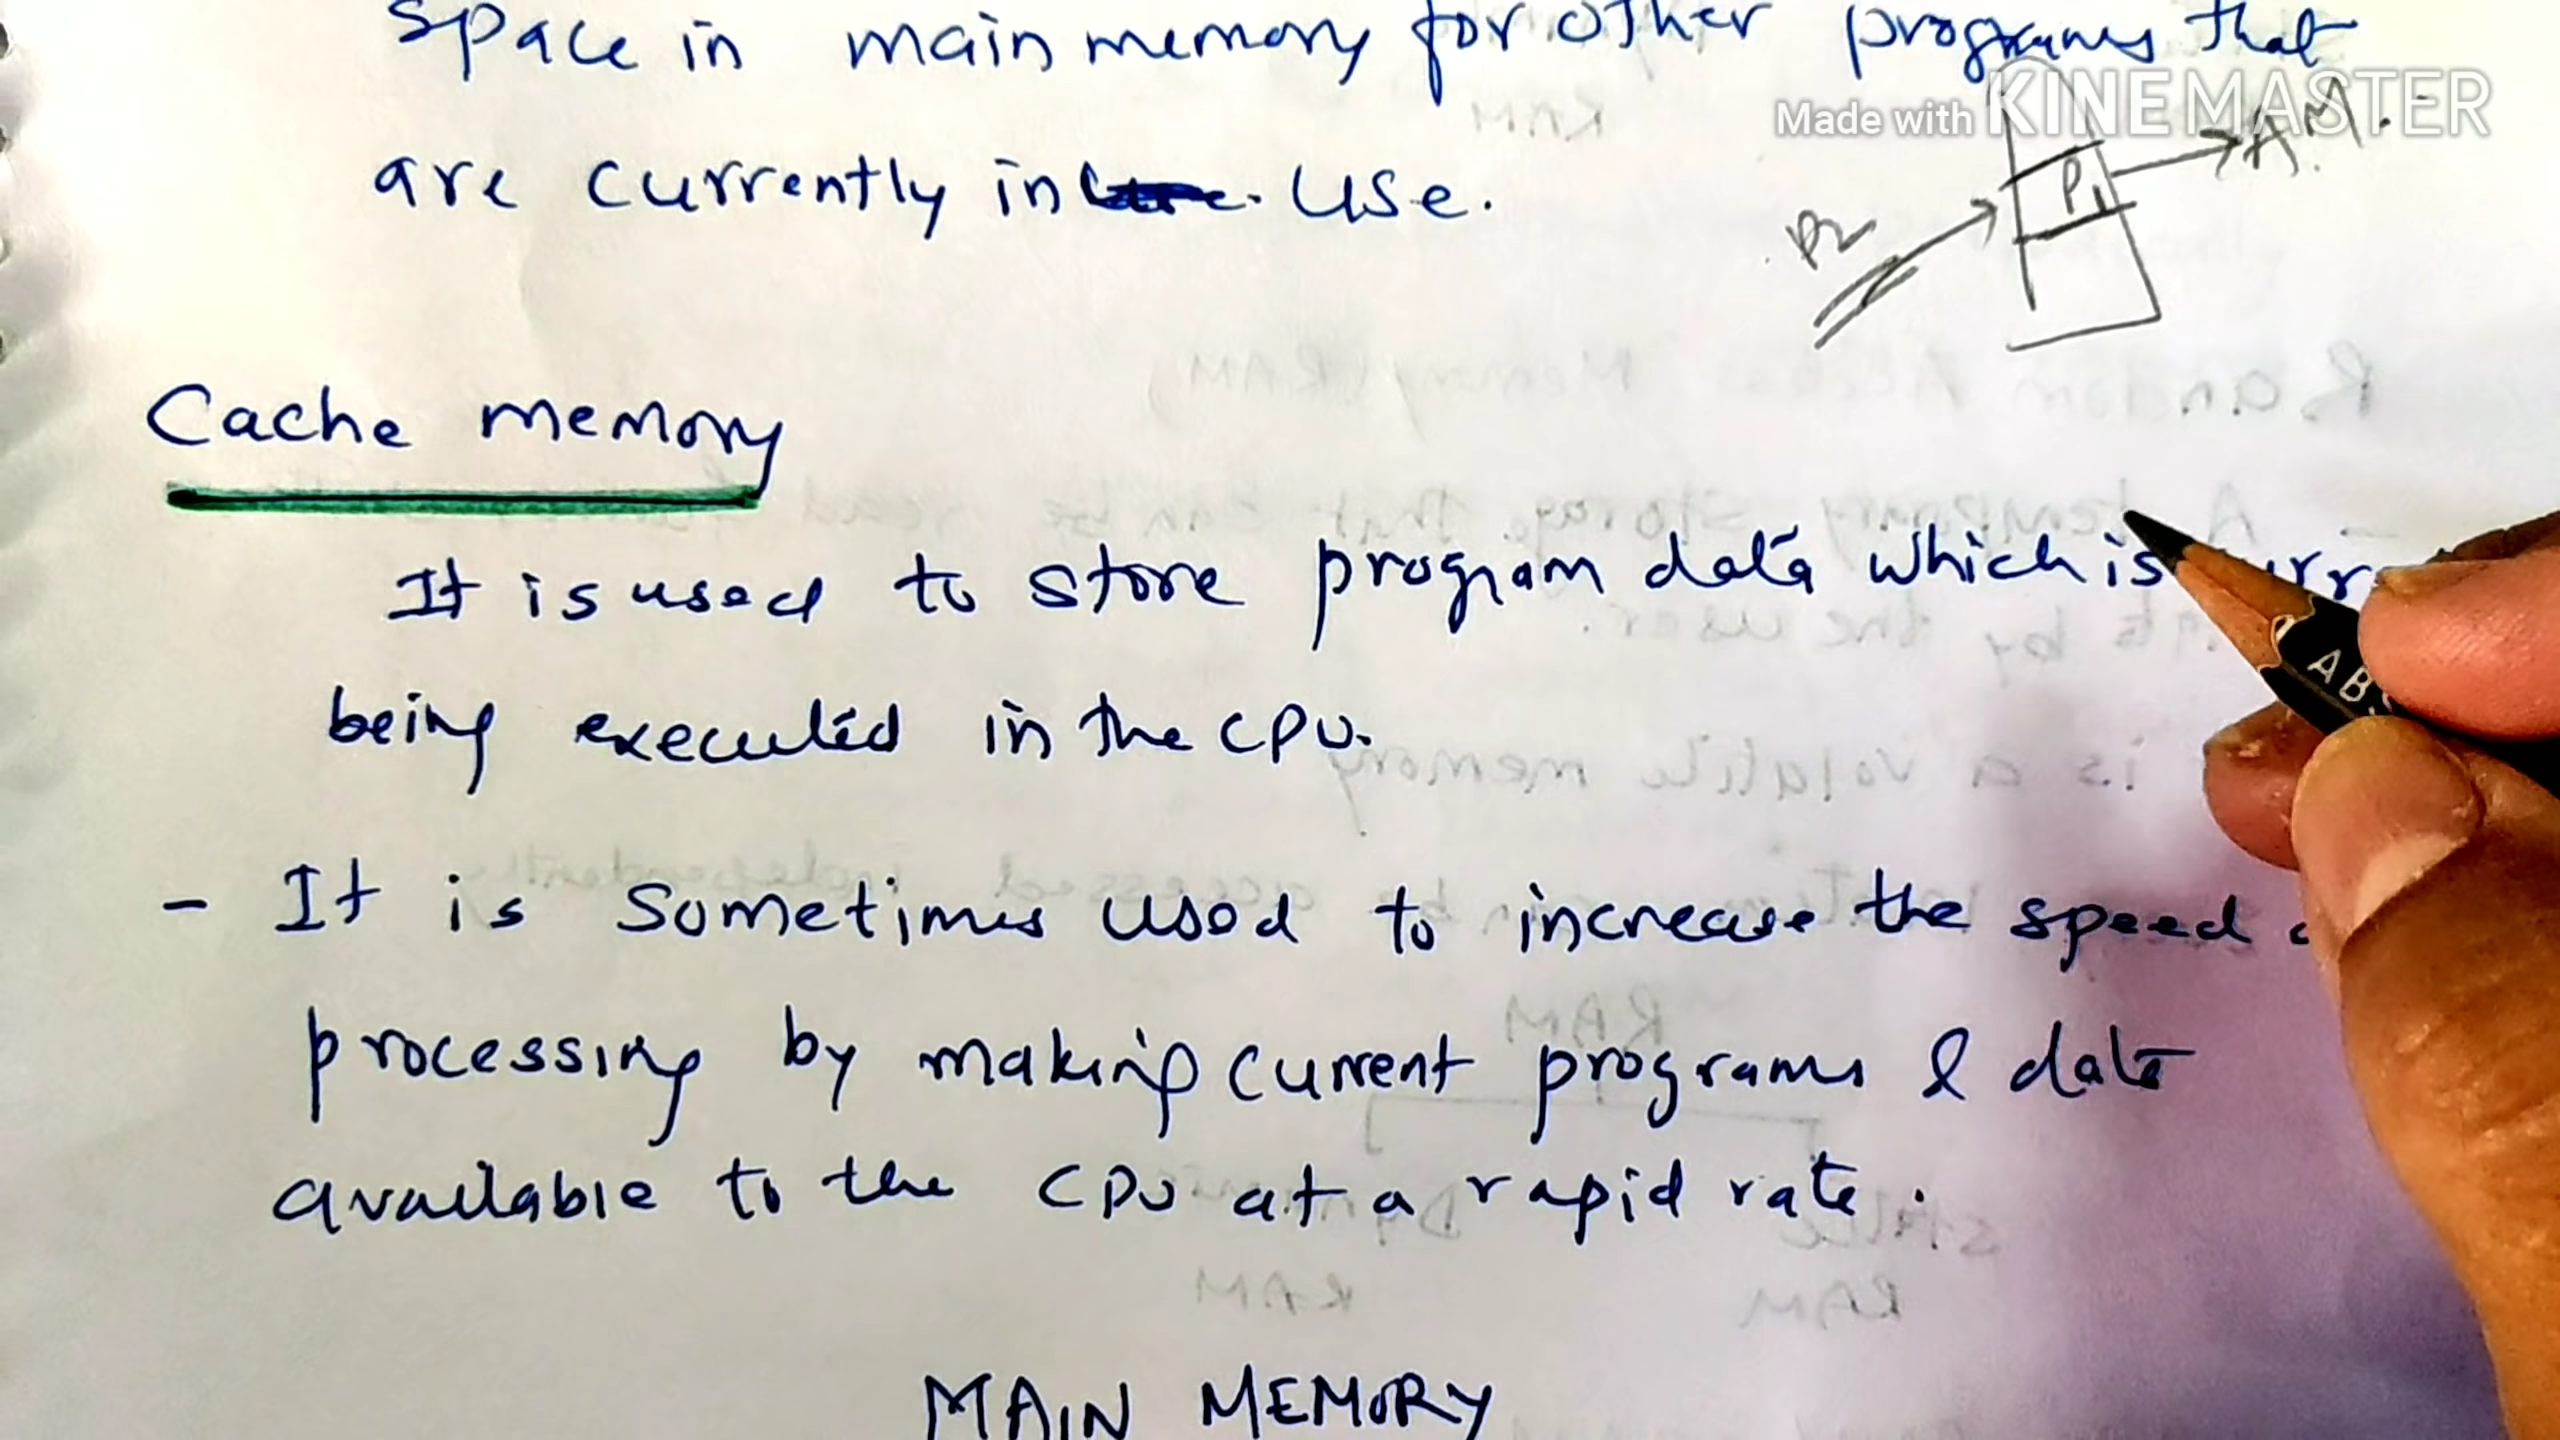 space in main memory for other programs that
Made with KINEMASTER
are currently in use.
P2
P1
A.M.
Cache memory
It is used to store program data which is
being executed in the CPU.
- It is sometimes used to increase the speed
processing by making current programs & data
available to the CPU at a rapid rate.
MAIN MEMORY
AB